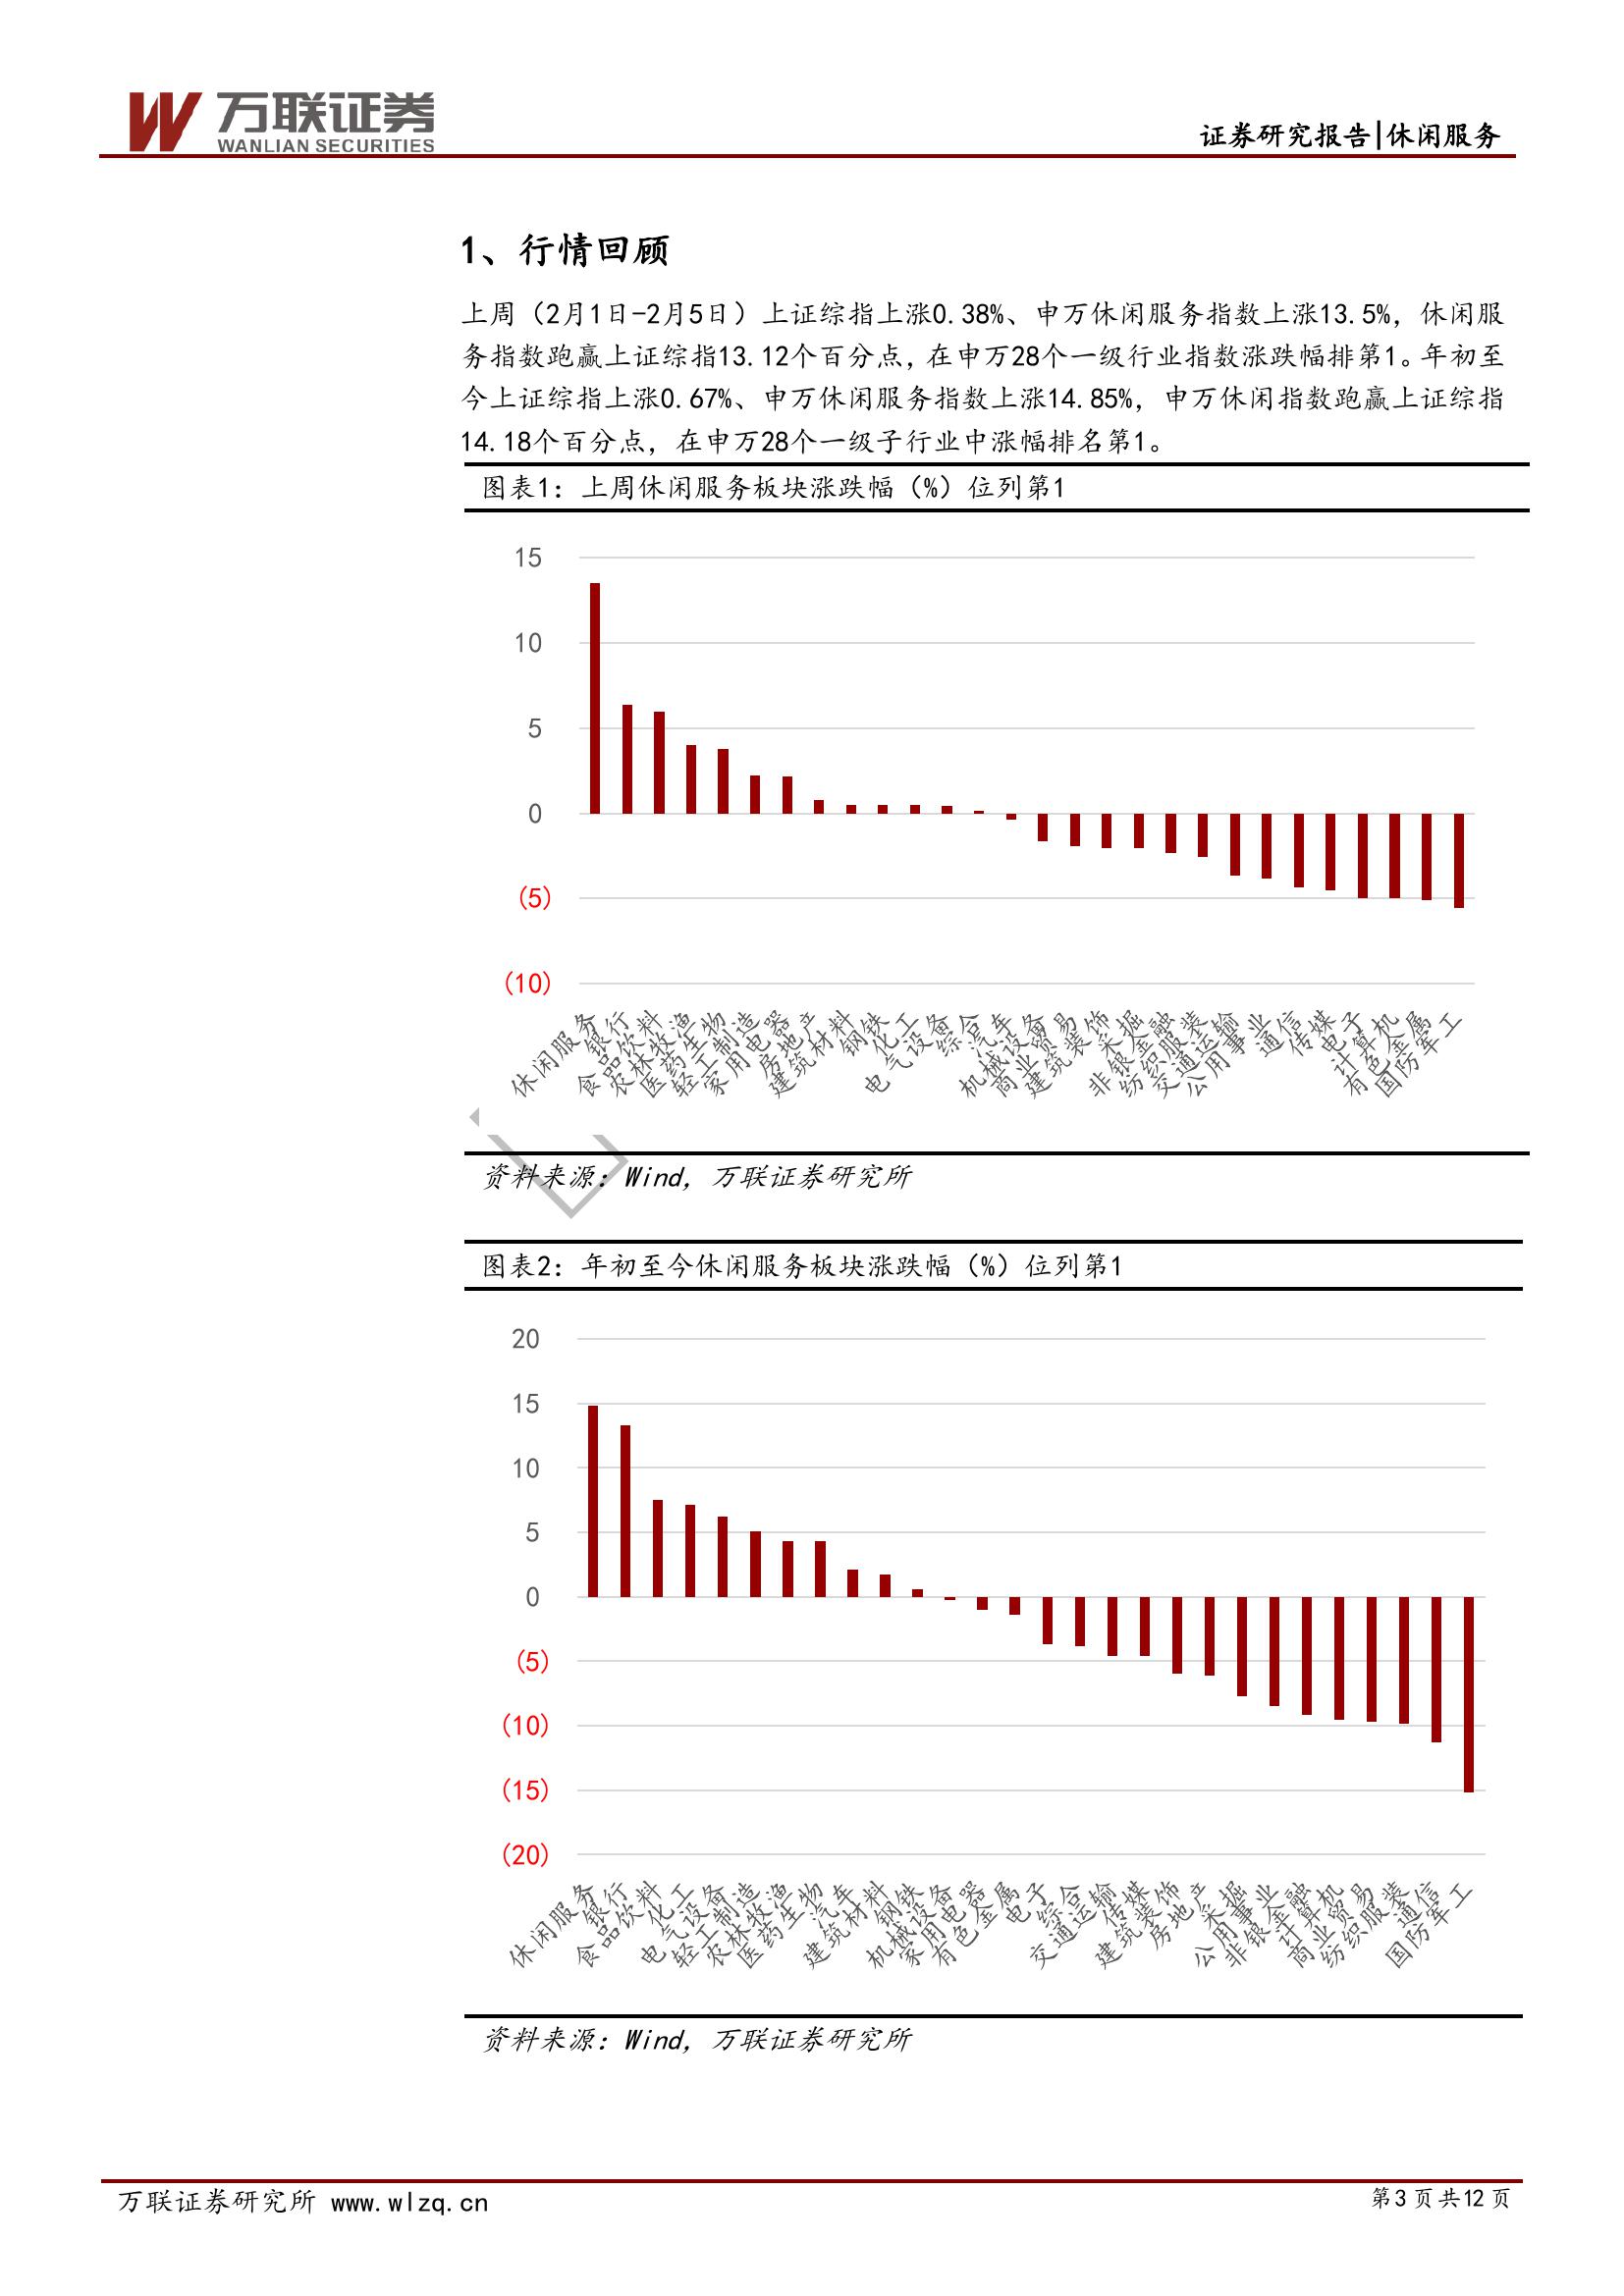 万联证券
WANLIAN SECURITIES
证券研究报告|休闲服务
1、行情回顾
上周（2月1日-2月5日）上证综指上涨0.38%、申万休闲服务指数上涨13.5%，休闲服
务指数跑赢上证综指13.12个百分点，在申万28个一级行业指数涨跌幅排第1。年初至
今上证综指上涨0.67%、申万休闲服务指数上涨14.85%，申万休闲指数跑赢上证综指
14.18个百分点，在申万28个一级子行业中涨幅排名第1。
图表1：上周休闲服务板块涨跌幅（%）位列第1
15
10
5
0
(5)
(10)
休闲服务
银行
食品饮料
农林牧渔
医药生物
轻工制造
家用电器
房地产
建筑材料
钢铁
化工
电气设备
综合
汽车
机械设备
商业贸易
建筑装饰
采掘
非银金融
纺织服装
交通运输
公用事业
通信
传媒
电子
计算机
有色金属
国防军工
资料来源：Wind，万联证券研究所
图表2：年初至今休闲服务板块涨跌幅（%）位列第1
20
15
10
5
0
(5)
(10)
(15)
(20)
休闲服务
银行
食品饮料
化工
电气设备
轻工制造
农林牧渔
医药生物
汽车
建筑材料
钢铁
机械设备
家用电器
有色金属
电子
综合
交通运输
传媒
建筑装饰
房地产
采掘
公用事业
非银金融
计算机
商业贸易
纺织服装
通信
国防军工
资料来源：Wind，万联证券研究所
万联证券研究所 www.wlzq.cn
第3页共12页